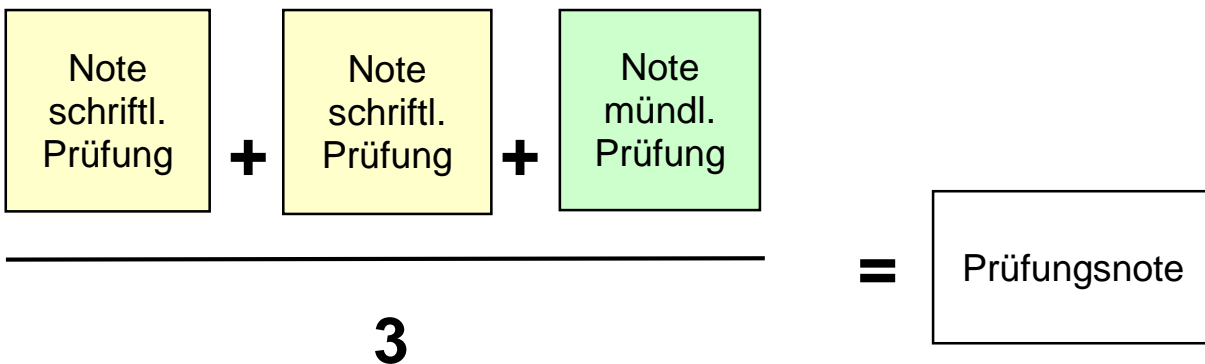 Note
schriftl.
Prüfung
+
Note
schriftl.
Prüfung
+
Note
mündl.
Prüfung
3
=
Prüfungsnote